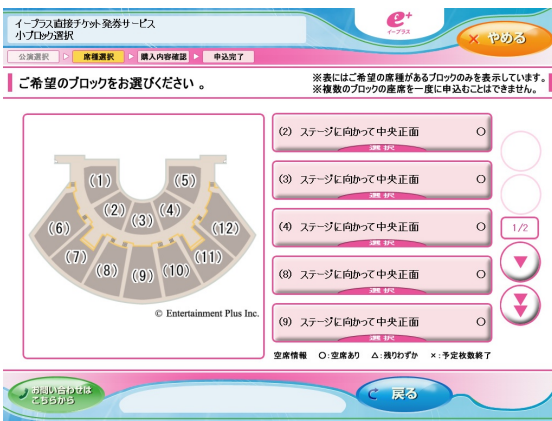 イープラス直接チケット発券サービス
小ブロック選択
e+
イープラス
× やめる
公演選択 席種選択 購入内容確認 申込完了
ご希望のブロックをお選びください 。
※表にはご希望の席種があるブロックのみを表示しています。
※複数のブロックの座席を一度に申込むことはできません。
(1)
(5)
(2)
(3)
(4)
(6)
(12)
(7)
(8)
(9)
(10)
(11)
© Entertainment Plus Inc.
(2) ステージに向かって中央正面 ○
選 択
(3) ステージに向かって中央正面 ○
選 択
(4) ステージに向かって中央正面 ○
選 択
(8) ステージに向かって中央正面 ○
選 択
(9) ステージに向かって中央正面 ○
選 択
1/2
空席情報 ○:空席あり △:残りわずか ×:予定枚数終了
お問い合わせは
こちらから
戻る